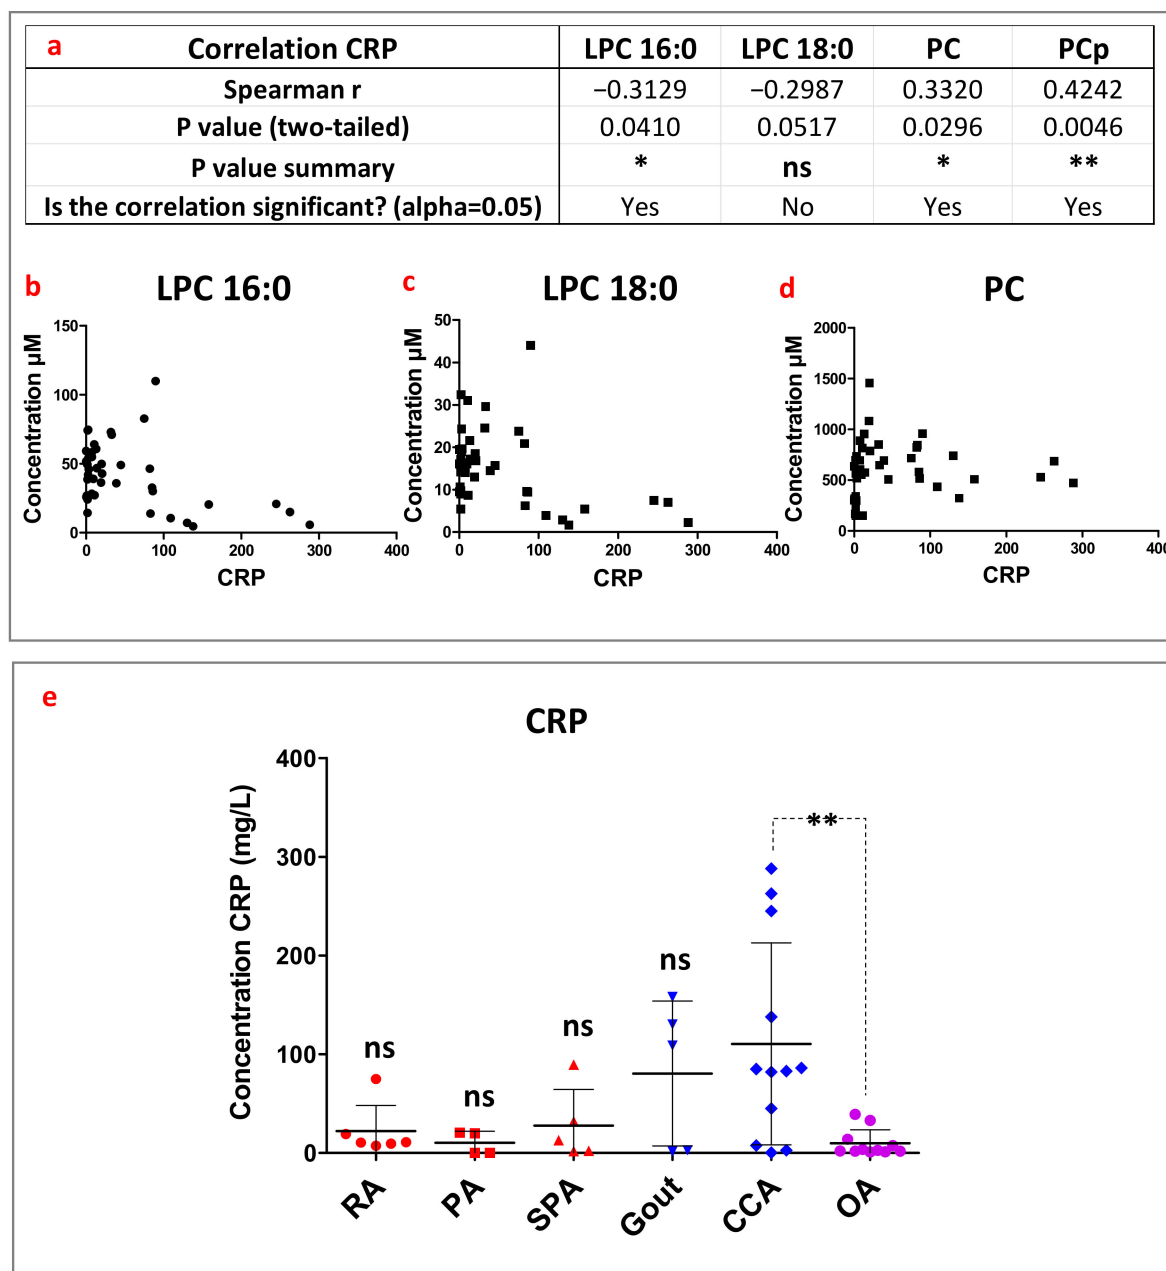 a
Correlation CRP LPC 16:0 LPC 18:0 PC PCp
Spearman r −0.3129 −0.2987 0.3320 0.4242
P value (two-tailed) 0.0410 0.0517 0.0296 0.0046
P value summary * ns * **
Is the correlation significant? (alpha=0.05) Yes No Yes Yes
b
LPC 16:0
Concentration µM
150
100
50
0
0 100 200 300 400
CRP
c
LPC 18:0
Concentration µM
50
40
30
20
10
0
0 100 200 300 400
CRP
d
PC
Concentration µM
2000
1500
1000
500
0
0 100 200 300 400
CRP
e
CRP
Concentration CRP (mg/L)
400
300
200
100
0
ns
ns
ns
ns
**
RA PA SPA Gout CCA OA